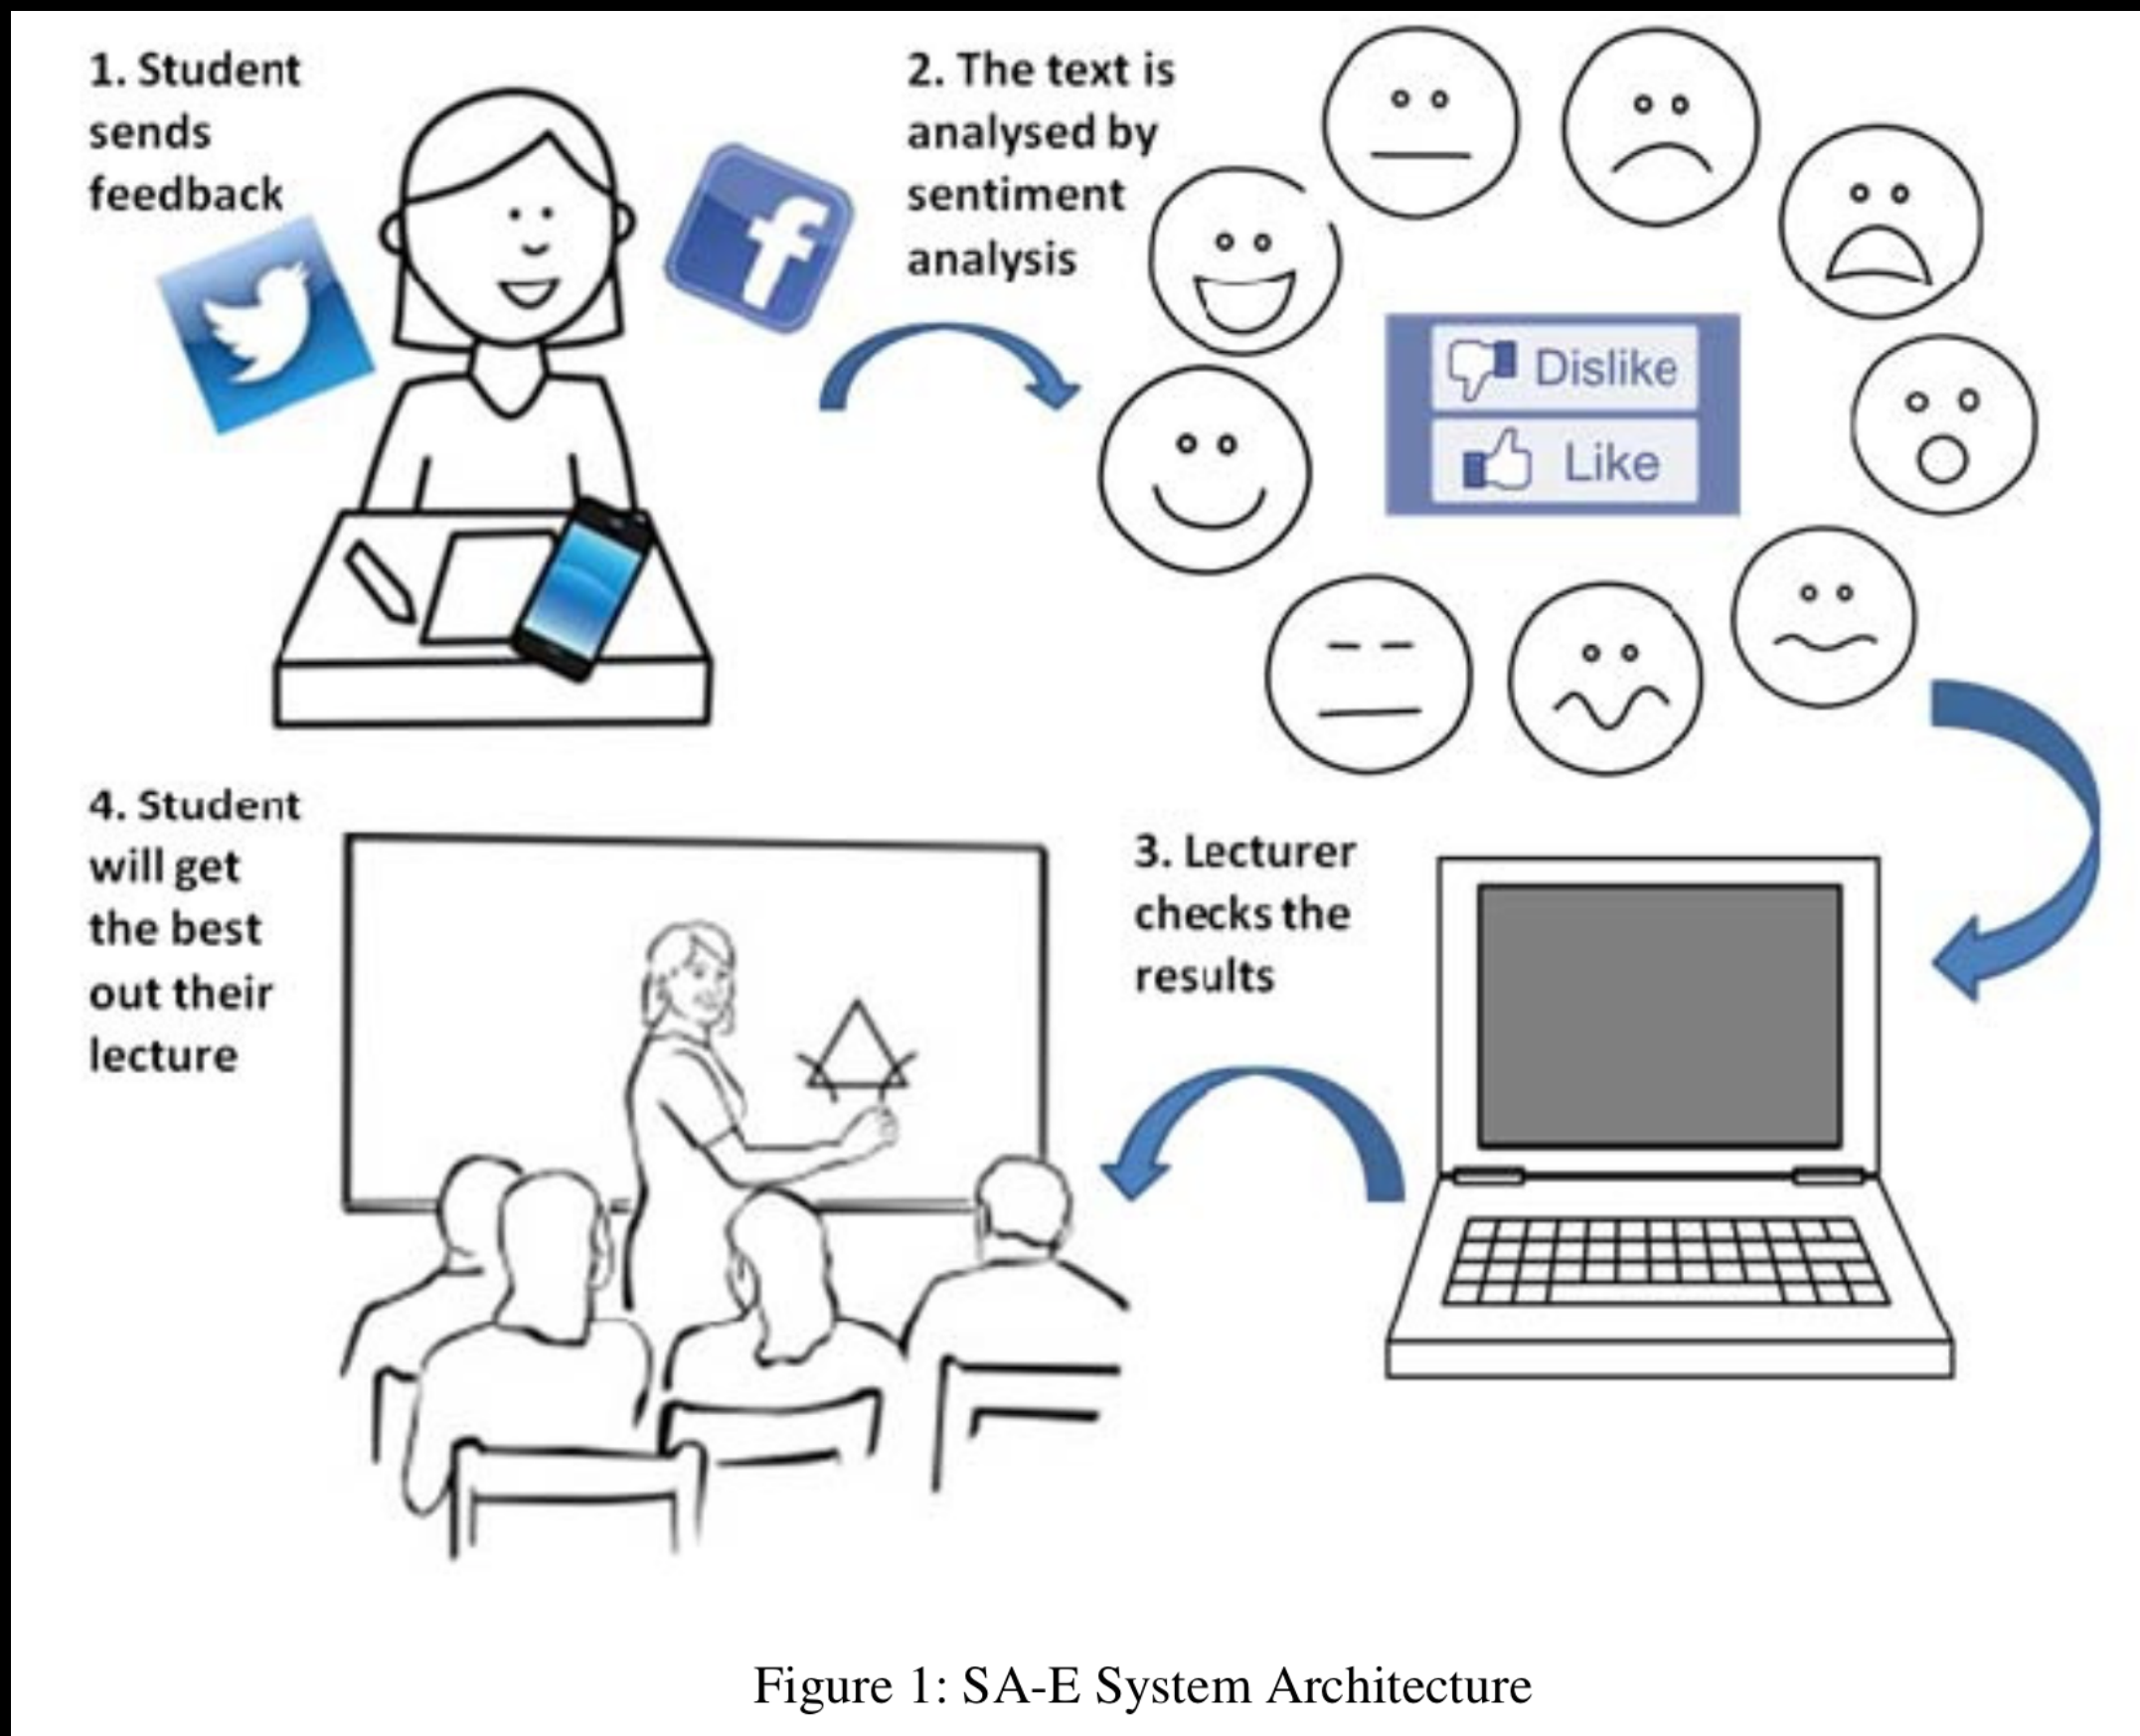 1. Student
sends
feedback
2. The text is
analysed by
sentiment
analysis
f
Dislike
Like
3. Lecturer
checks the
results
4. Student
will get
the best
out their
lecture
Figure 1: SA-E System Architecture